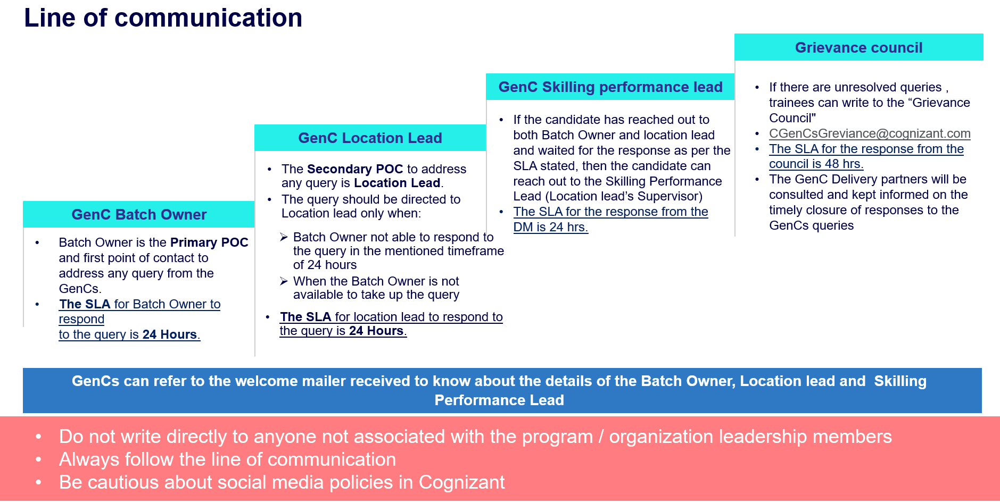 Line of communication
GenC Batch Owner
• Batch Owner is the Primary POC
and first point of contact to
address any query from the
GenCs.
• The SLA for Batch Owner to
respond
to the query is 24 Hours.
GenC Location Lead
• The Secondary POC to address
any query is Location Lead.
• The query should be directed to
Location lead only when:
➢ Batch Owner not able to respond to
the query in the mentioned timeframe
of 24 hours
➢ When the Batch Owner is not
available to take up the query
• The SLA for location lead to respond to
the query is 24 Hours.
GenC Skilling performance lead
• If the candidate has reached out to
both Batch Owner and location lead
and waited for the response as per the
SLA stated, then the candidate can
reach out to the Skilling Performance
Lead (Location lead’s Supervisor)
• The SLA for the response from the
DM is 24 hrs.
Grievance council
• If there are unresolved queries ,
trainees can write to the “Grievance
Council"
• CGenCsGreviance@cognizant.com
• The SLA for the response from the
council is 48 hrs.
• The GenC Delivery partners will be
consulted and kept informed on the
timely closure of responses to the
GenCs queries
GenCs can refer to the welcome mailer received to know about the details of the Batch Owner, Location lead and  Skilling
Performance Lead
• Do not write directly to anyone not associated with the program / organization leadership members
• Always follow the line of communication
• Be cautious about social media policies in Cognizant